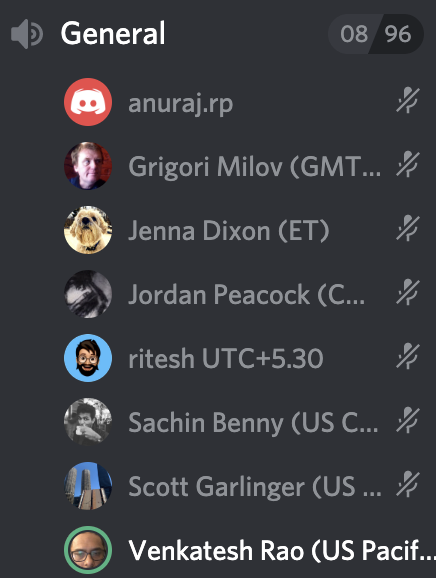 General 08 96
anuraj.rp
Grigori Milov (GMT...
Jenna Dixon (ET)
Jordan Peacock (C...
ritesh UTC+5.30
Sachin Benny (US C...
Scott Garlinger (US ...
Venkatesh Rao (US Pacif...